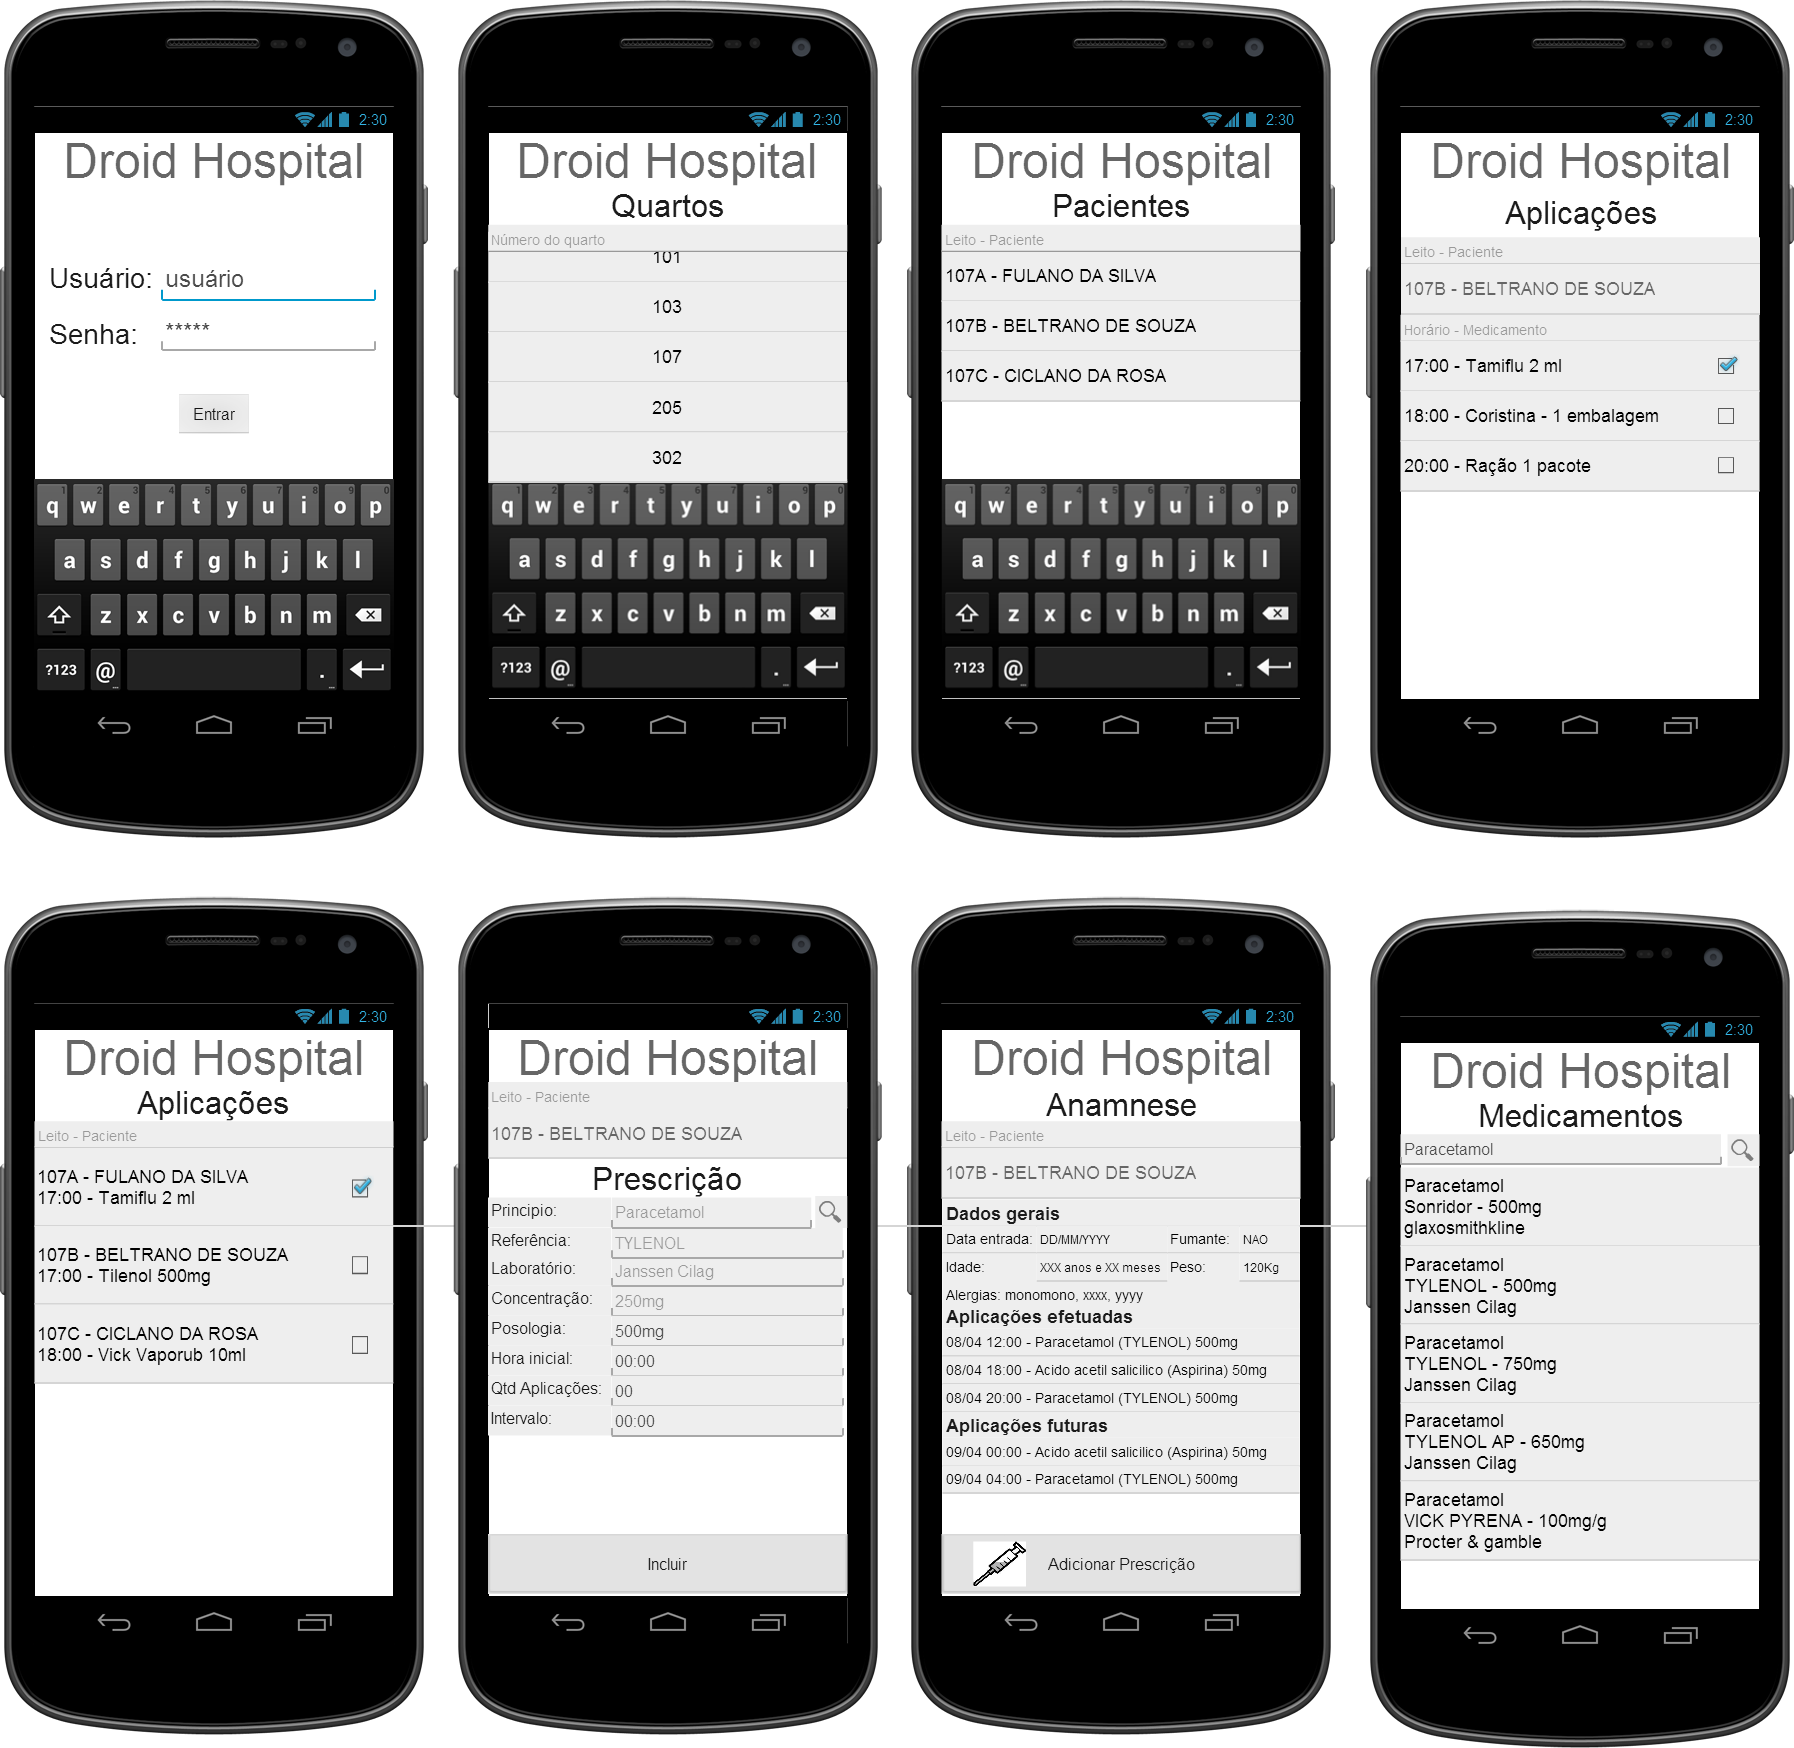 2:30
Droid Hospital
Usuário: usuário
Senha: *****
Entrar
q w e r t y u i o p
a s d f g h j k l
z x c v b n m
?123 @ .
2:30
Droid Hospital
Quartos
Número do quarto
101
103
107
205
302
q w e r t y u i o p
a s d f g h j k l
z x c v b n m
?123 @ .
2:30
Droid Hospital
Pacientes
Leito - Paciente
107A - FULANO DA SILVA
107B - BELTRANO DE SOUZA
107C - CICLANO DA ROSA
q w e r t y u i o p
a s d f g h j k l
z x c v b n m
?123 @ .
2:30
Droid Hospital
Aplicações
Leito - Paciente
107B - BELTRANO DE SOUZA
Horário - Medicamento
17:00 - Tamiflu 2 ml
18:00 - Coristina - 1 embalagem
20:00 - Ração 1 pacote
2:30
Droid Hospital
Aplicações
Leito - Paciente
107A - FULANO DA SILVA
17:00 - Tamiflu 2 ml
107B - BELTRANO DE SOUZA
17:00 - Tilenol 500mg
107C - CICLANO DA ROSA
18:00 - Vick Vaporub 10ml
2:30
Droid Hospital
Leito - Paciente
107B - BELTRANO DE SOUZA
Prescrição
Principio: Paracetamol
Referência: TYLENOL
Laboratório: Janssen Cilag
Concentração: 250mg
Posologia: 500mg
Hora inicial: 00:00
Qtd Aplicações: 00
Intervalo: 00:00
Incluir
2:30
Droid Hospital
Anamnese
Leito - Paciente
107B - BELTRANO DE SOUZA
Dados gerais
Data entrada: DD/MM/YYYY Fumante: NAO
Idade: XXX anos e XX meses Peso: 120Kg
Alergias: monomono, xxxx, yyyy
Aplicações efetuadas
08/04 12:00 - Paracetamol (TYLENOL) 500mg
08/04 18:00 - Acido acetil salicilico (Aspirina) 50mg
08/04 20:00 - Paracetamol (TYLENOL) 500mg
Aplicações futuras
09/04 00:00 - Acido acetil salicilico (Aspirina) 50mg
09/04 04:00 - Paracetamol (TYLENOL) 500mg
Adicionar Prescrição
2:30
Droid Hospital
Medicamentos
Paracetamol
Paracetamol
Sonridor - 500mg
glaxosmithkline
Paracetamol
TYLENOL - 500mg
Janssen Cilag
Paracetamol
TYLENOL - 750mg
Janssen Cilag
Paracetamol
TYLENOL AP - 650mg
Janssen Cilag
Paracetamol
VICK PYRENA - 100mg/g
Procter & gamble